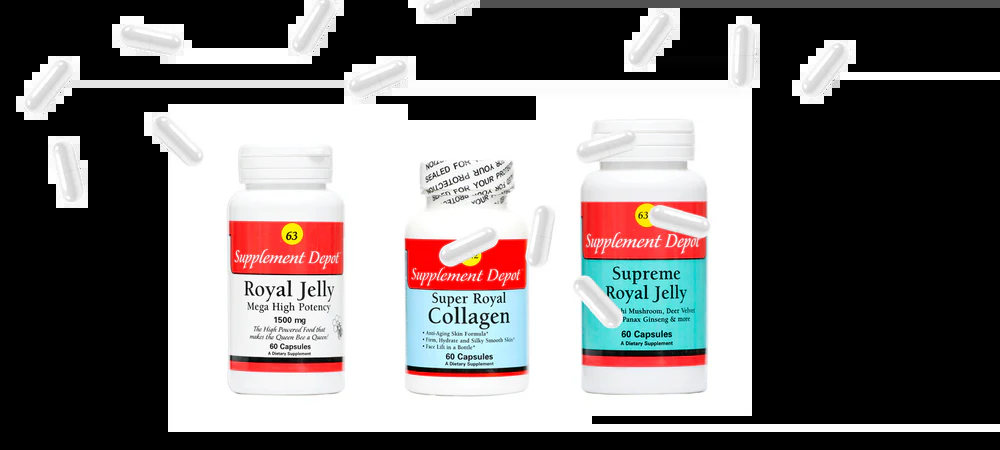 63
Supplement Depot
Royal Jelly
Mega High Potency
1500 mg
The High Powered Food that
makes the Queen Bee a Queen!
60 Capsules
A Dietary Supplement
SEALED FOR YOUR PROTECTION
Supplement Depot
Super Royal
Collagen
• Anti-Aging Skin Formula*
• Firm, Hydrate and Silky Smooth Skin*
• Face Lift in a Bottle*
60 Capsules
A Dietary Supplement
63
Supplement Depot
Supreme
Royal Jelly
Mushroom, Deer Velvet
Panax Ginseng & more
60 Capsules
A Dietary Supplement